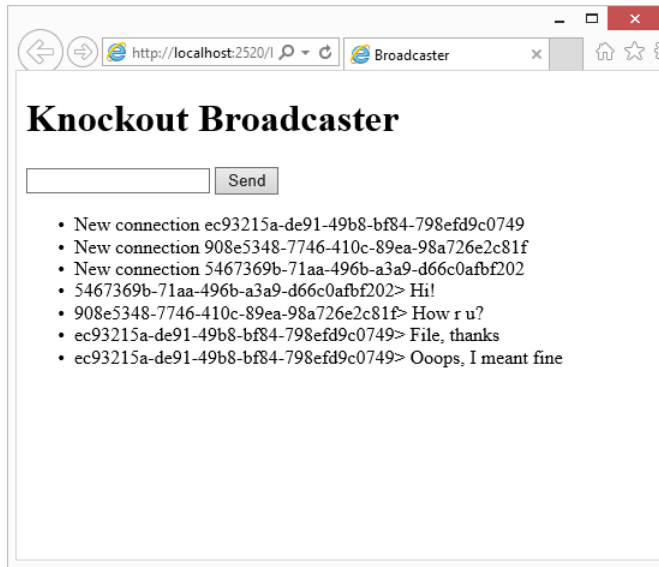 http://localhost:2520/l
Broadcaster
Knockout Broadcaster
Send
New connection ec93215a-de91-49b8-bf84-798efd9c0749
New connection 908e5348-7746-410c-89ea-98a726e2c81f
New connection 5467369b-71aa-496b-a3a9-d66c0afbf202
5467369b-71aa-496b-a3a9-d66c0afbf202> Hi!
908e5348-7746-410c-89ea-98a726e2c81f> How r u?
ec93215a-de91-49b8-bf84-798efd9c0749> File, thanks
ec93215a-de91-49b8-bf84-798efd9c0749> Ooops, I meant fine